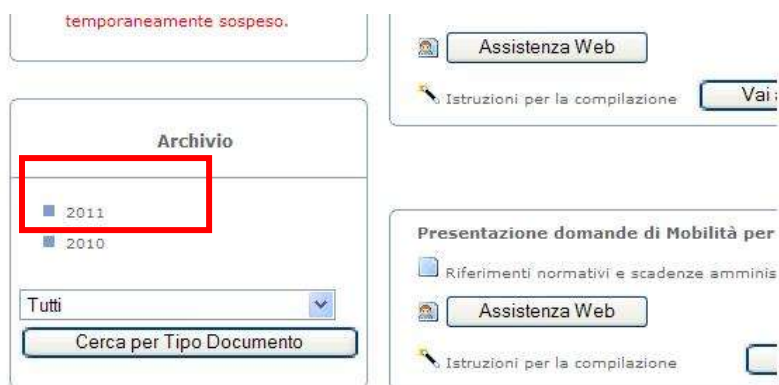 temporaneamente sospeso.
Archivio
2011
2010
Tutti
Cerca per Tipo Documento
Assistenza Web
Istruzioni per la compilazione
Vai
Presentazione domande di Mobilità per
Riferimenti normativi e scadenze amminis
Assistenza Web
Istruzioni per la compilazione